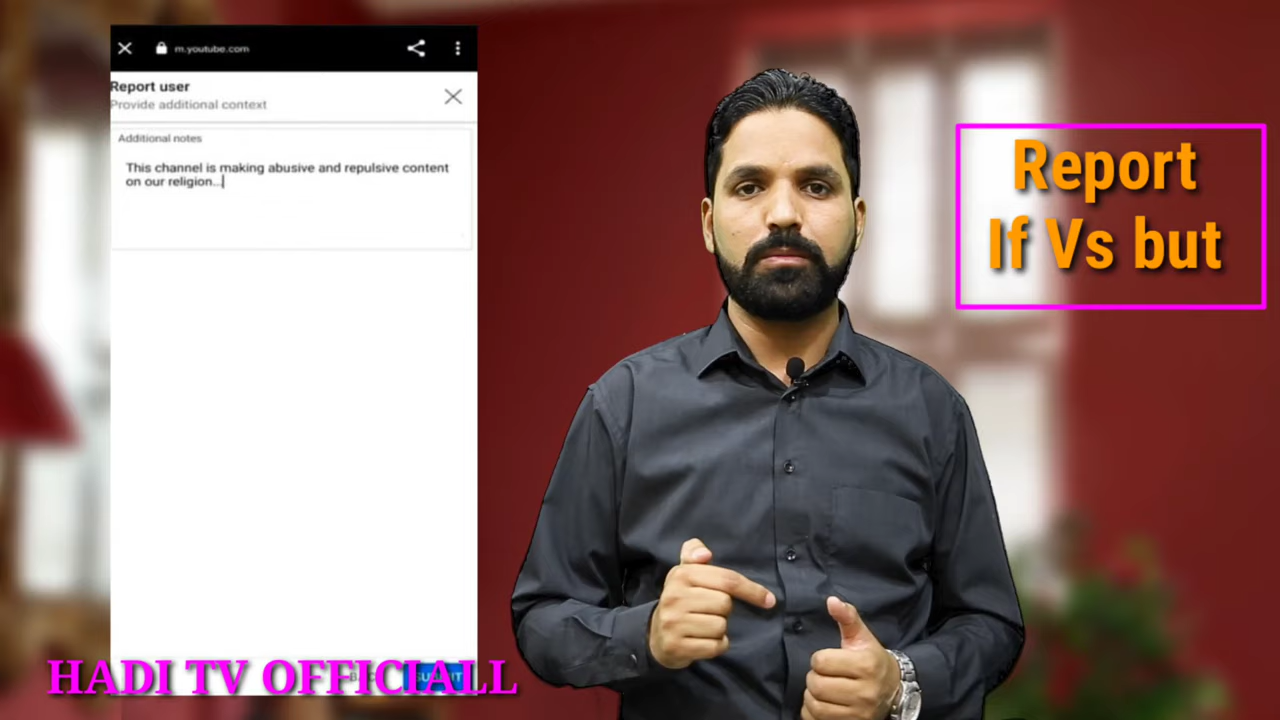 m.youtube.com
Report user
Provide additional context
Additional notes
This channel is making abusive and repulsive content
on our religion...
Report
If Vs but
HADI TV OFFICIALL